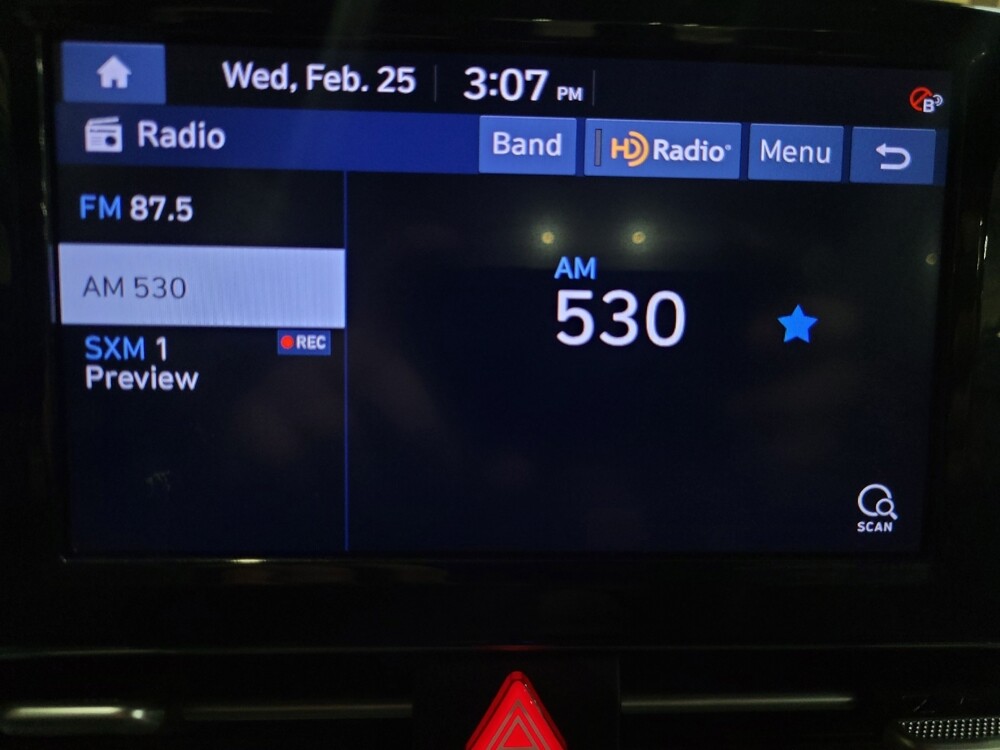 Wed, Feb. 25 3:07 PM
B
Radio Band HD Radio® Menu
FM 87.5
AM 530
SXM 1 REC
Preview
AM
530
SCAN